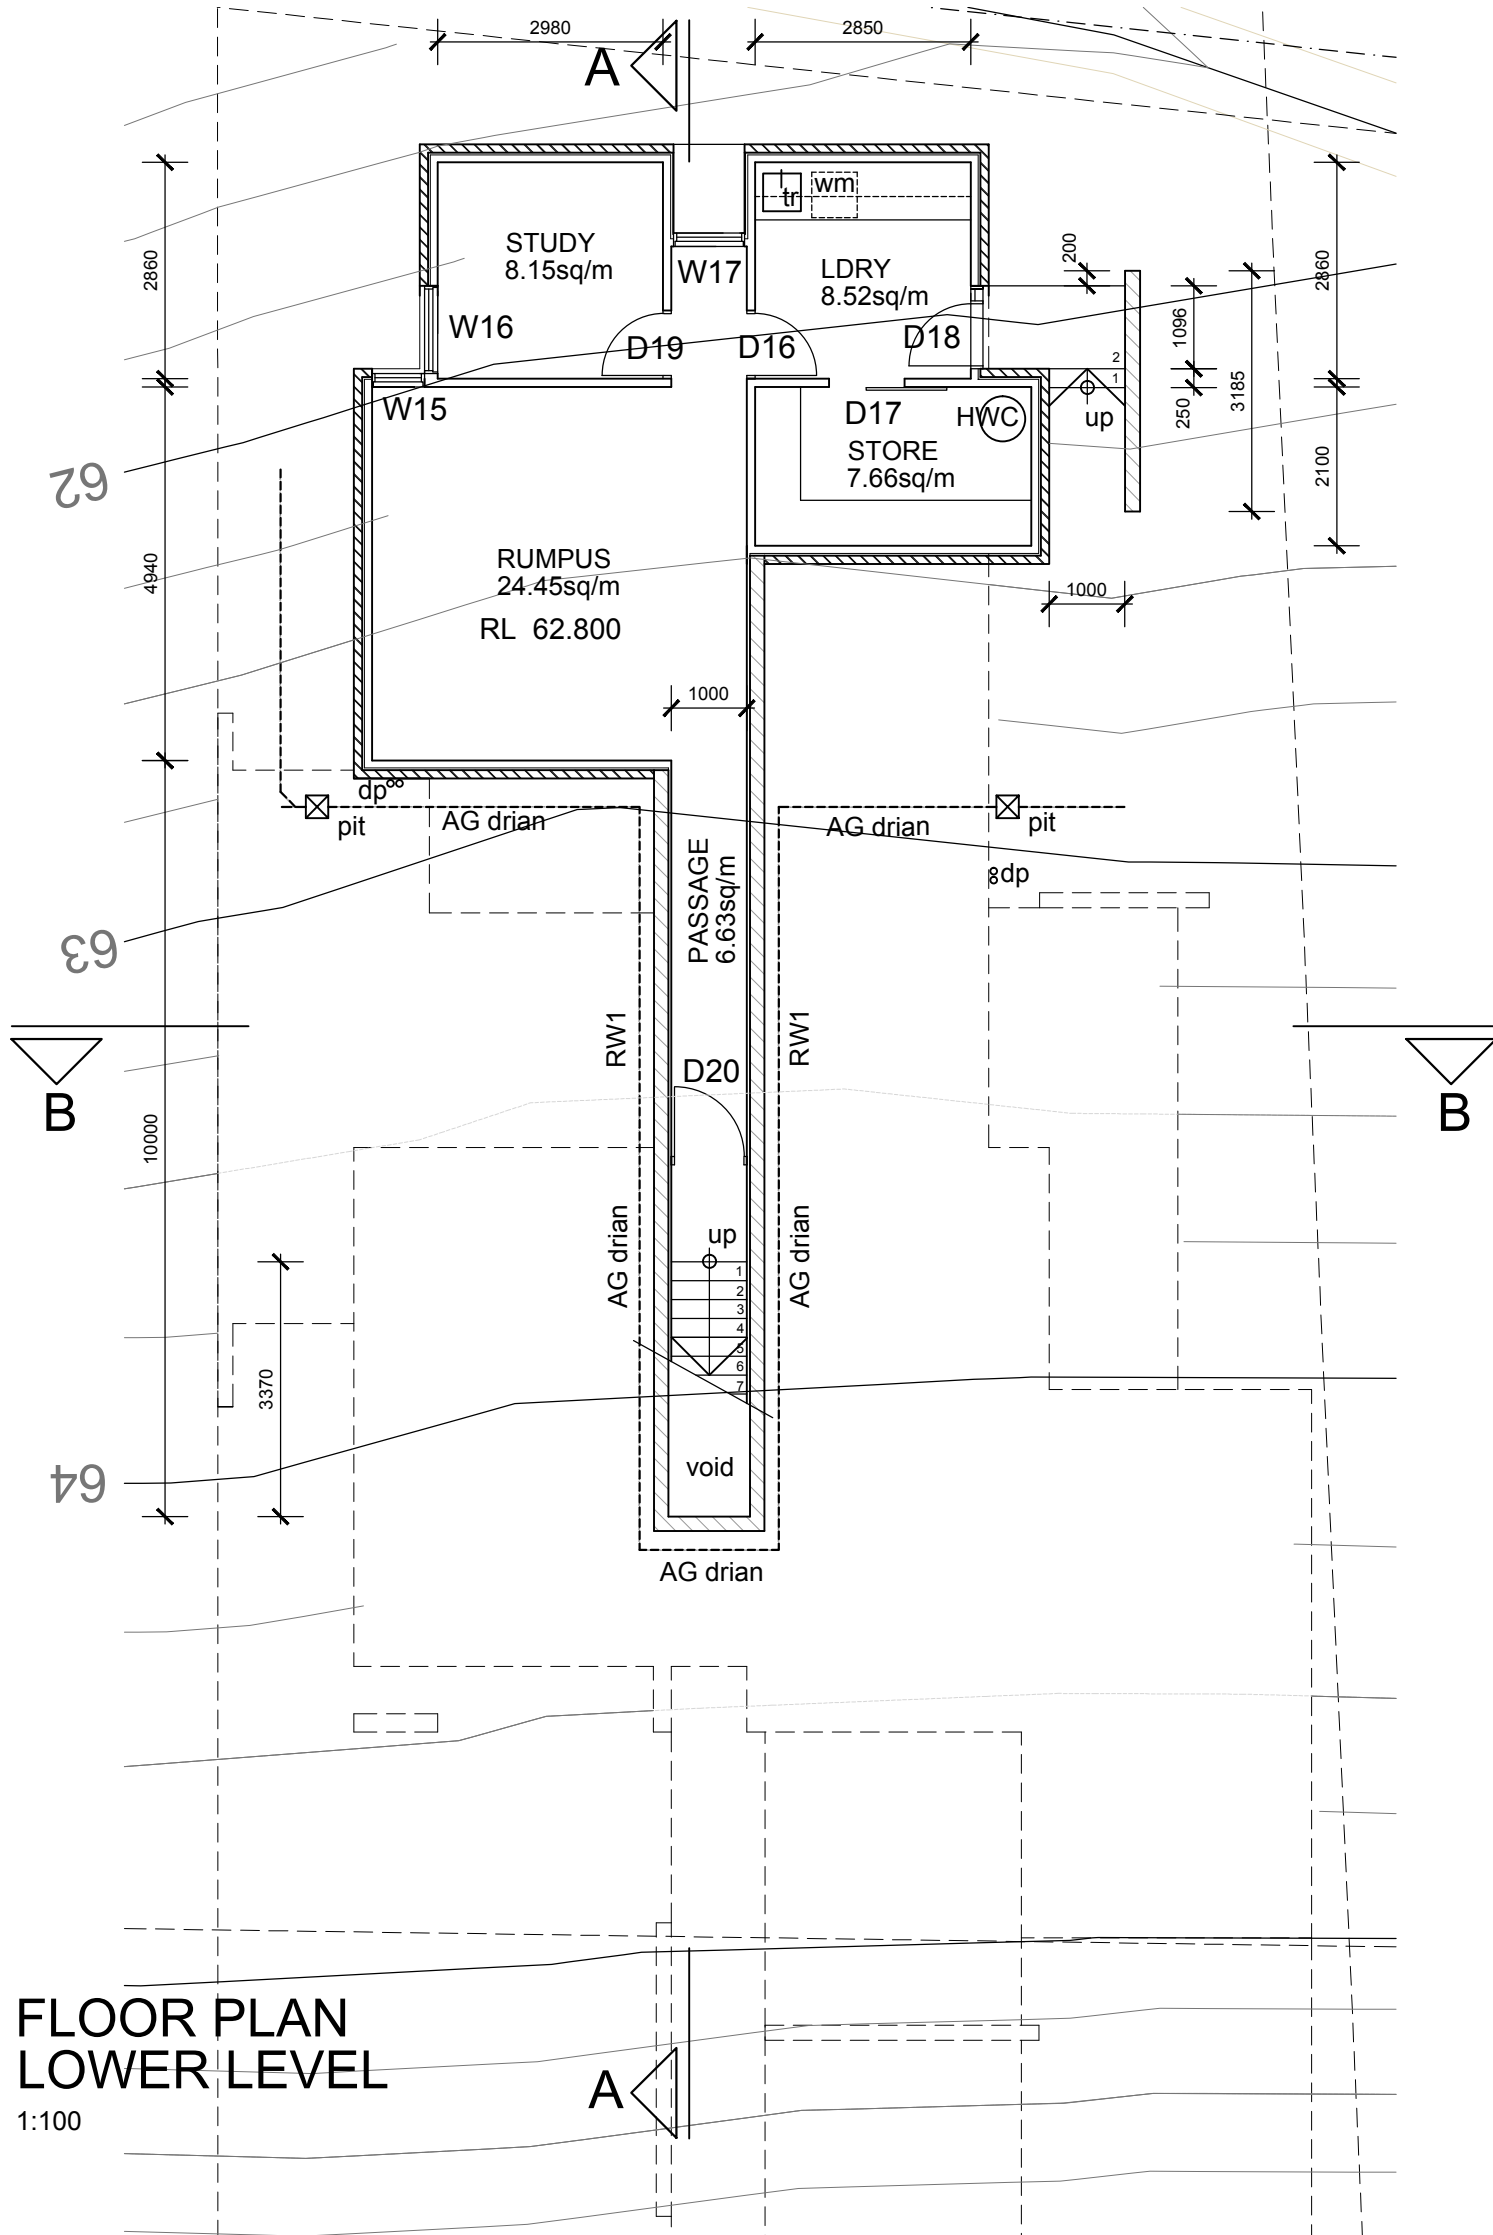 2980
2850
A
tr
wm
200
2860
2860
STUDY
8.15sq/m
W17
LDRY
8.52sq/m
1096
W16
D19
D16
D18
2
1
3185
W15
D17
HWC
up
250
STORE
7.66sq/m
2100
62
4940
RUMPUS
24.45sq/m
RL 62.800
1000
1000
dp
pit
AG drian
AG drian
pit
PASSAGE
6.63sq/m
dp
63
RW1
RW1
D20
B
B
10000
up
AG drian
AG drian
1
2
3
4
5
6
7
3370
void
64
AG drian
FLOOR PLAN
LOWER LEVEL
1:100
A